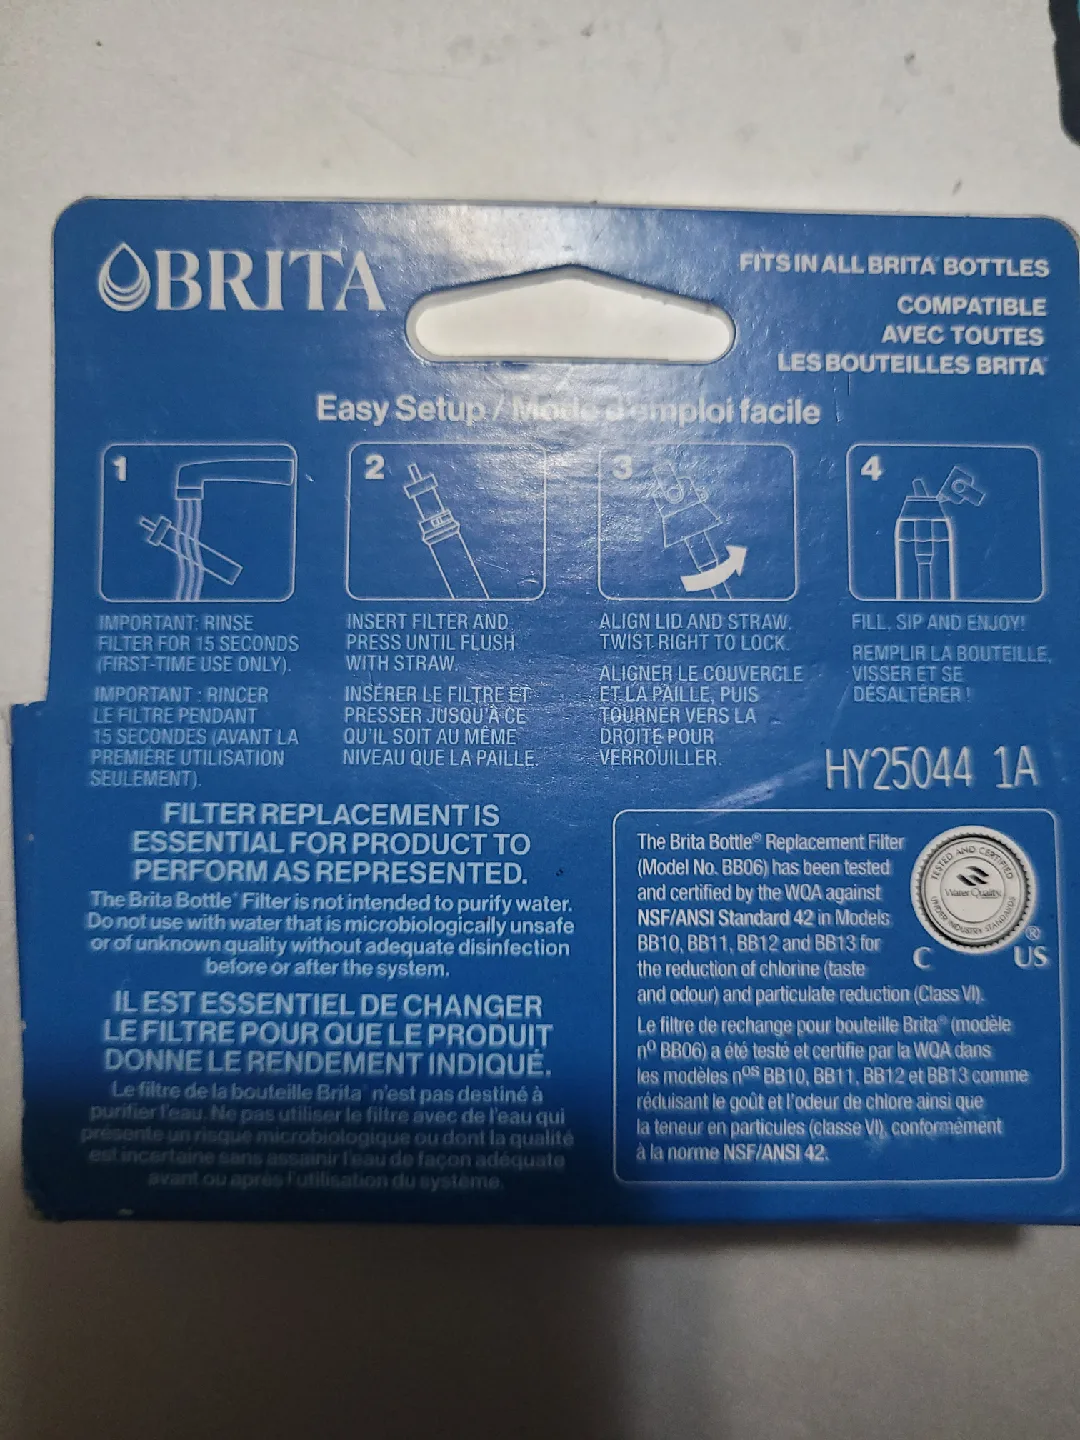 BRITA
FITS IN ALL BRITA BOTTLES
COMPATIBLE
AVEC TOUTES
LES BOUTEILLES BRITA
Easy Setup / Mode d'emploi facile
1
2
3
4
IMPORTANT: RINSE
FILTER FOR 15 SECONDS
(FIRST-TIME USE ONLY).
IMPORTANT : RINCER
LE FILTRE PENDANT
15 SECONDES (AVANT LA
PREMIÈRE UTILISATION
SEULEMENT).
INSERT FILTER AND
PRESS UNTIL FLUSH
WITH STRAW.
INSÉRER LE FILTRE ET
PRESSER JUSQU'À CE
QU'IL SOIT AU MÊME
NIVEAU QUE LA PAILLE.
ALIGN LID AND STRAW.
TWIST RIGHT TO LOCK.
ALIGNER LE COUVERCLE
ET LA PAILLE, PUIS
TOURNER VERS LA
DROITE POUR
VERROUILLER.
FILL, SIP AND ENJOY!
REMPLIR LA BOUTEILLE,
VISSER ET SE
DÉSALTÉRER !
HY25044 1A
FILTER REPLACEMENT IS
ESSENTIAL FOR PRODUCT TO
PERFORM AS REPRESENTED.
The Brita Bottle® Filter is not intended to purify water.
Do not use with water that is microbiologically unsafe
or of unknown quality without adequate disinfection
before or after the system.
IL EST ESSENTIEL DE CHANGER
LE FILTRE POUR QUE LE PRODUIT
DONNE LE RENDEMENT INDIQUÉ.
Le filtre de la bouteille Brita® n'est pas destiné à
purifier l'eau. Ne pas utiliser le filtre avec de l'eau qui
présente un risque microbiologique ou dont la qualité
est incertaine sans assainir l'eau de façon adéquate
avant ou après l'utilisation du système.
The Brita Bottle® Replacement Filter
(Model No. BB06) has been tested
and certified by the WQA against
NSF/ANSI Standard 42 in Models
BB10, BB11, BB12 and BB13 for
the reduction of chlorine (taste
and odour) and particulate reduction (Class VI).
TESTED AND CERTIFIED
Water Quality
UNDER INDUSTRY STANDARDS
®
C US
Le filtre de rechange pour bouteille Brita® (modèle
nº BB06) a été testé et certifie par la WQA dans
les modèles nos BB10, BB11, BB12 et BB13 comme
réduisant le goût et l'odeur de chlore ainsi que
la teneur en particules (classe VI), conformément
à la norme NSF/ANSI 42.